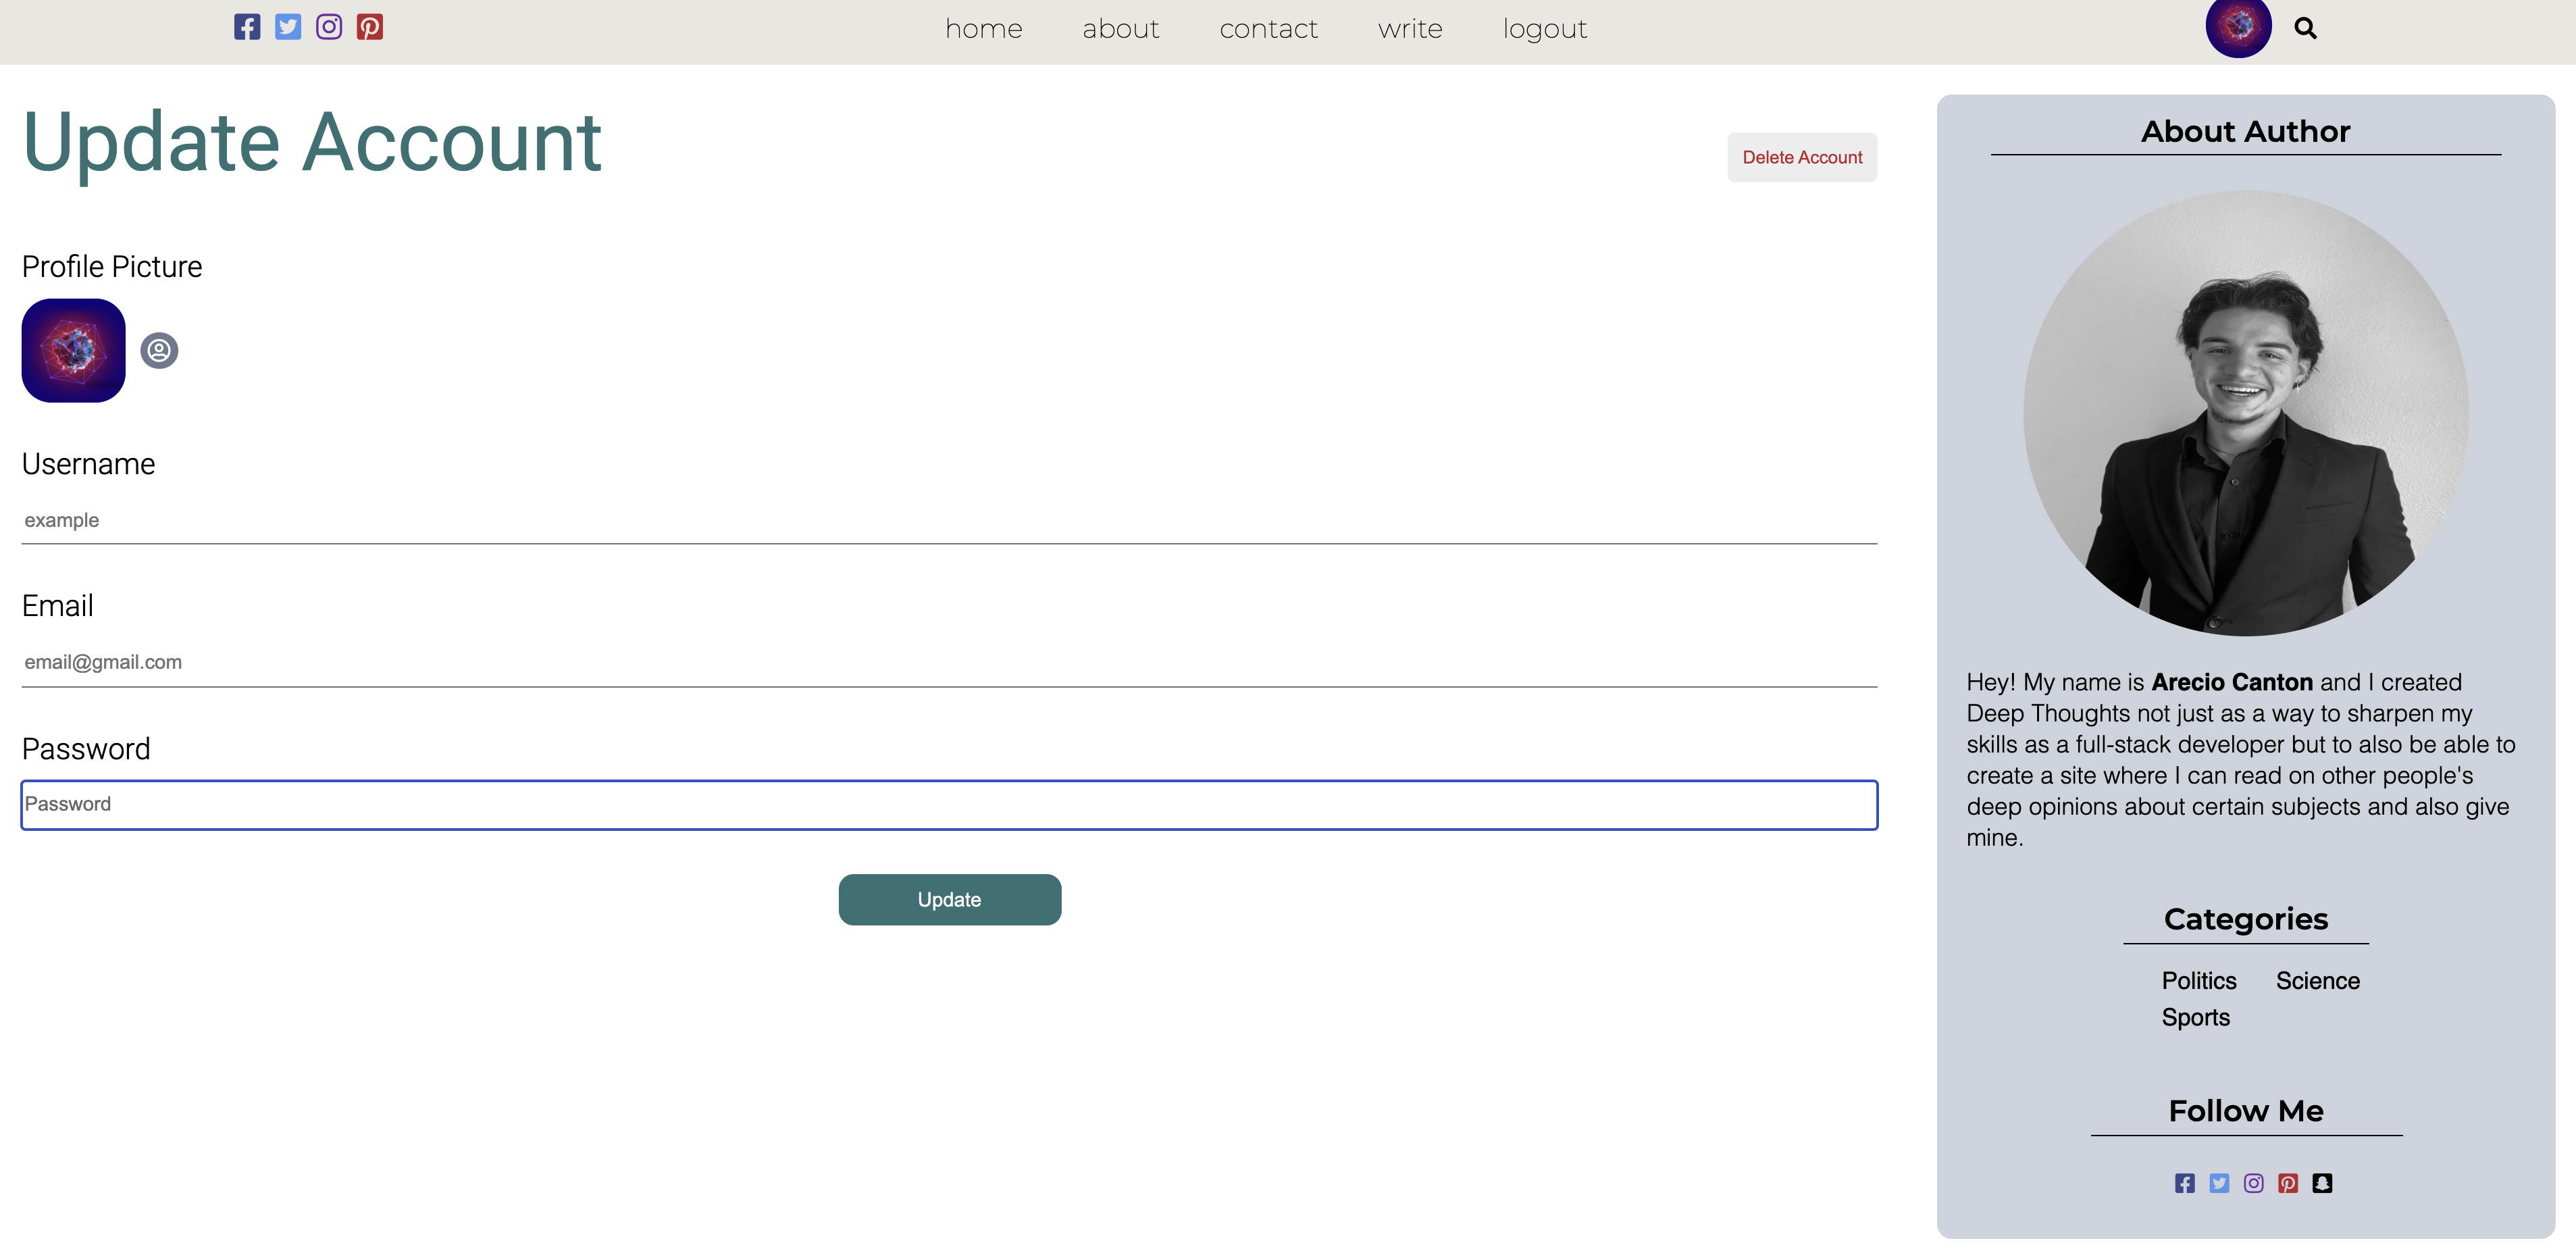 home about contact write logout
Update Account
Delete Account
Profile Picture
Username
example
Email
email@gmail.com
Password
Password
Update
About Author
Hey! My name is Arecio Canton and I created
Deep Thoughts not just as a way to sharpen my
skills as a full-stack developer but to also be able to
create a site where I can read on other people's
deep opinions about certain subjects and also give
mine.
Categories
Politics Science
Sports
Follow Me